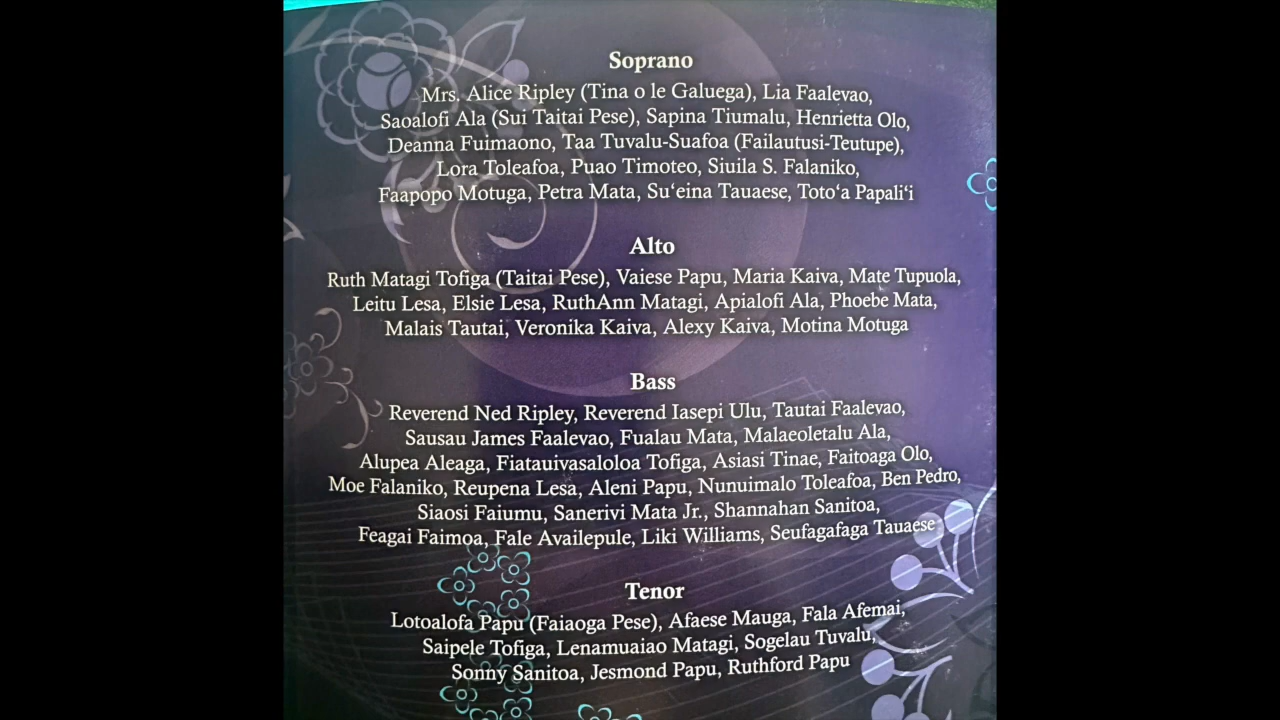 Soprano
Mrs. Alice Ripley (Tina o le Galuega), Lia Faalevao,
Saoalofi Ala (Sui Taitai Pese), Sapina Tiumalu, Henrietta Olo,
Deanna Fuimaono, Taa Tuvalu-Suafoa (Failautusi-Teutupe),
Lora Toleafoa, Puao Timoteo, Siuila S. Falaniko,
Faapopo Motuga, Petra Mata, Su‘eina Tauaese, Toto‘a Papali‘i
Alto
Ruth Matagi Tofiga (Taitai Pese), Vaiese Papu, Maria Kaiva, Mate Tupuola,
Leitu Lesa, Elsie Lesa, RuthAnn Matagi, Apialofi Ala, Phoebe Mata,
Malais Tautai, Veronika Kaiva, Alexy Kaiva, Motina Motuga
Bass
Reverend Ned Ripley, Reverend Iasepi Ulu, Tautai Faalevao,
Sausau James Faalevao, Fualau Mata, Malaeoletalu Ala,
Alupea Aleaga, Fiatauivasaloloa Tofiga, Asiasi Tinae, Faitoaga Olo,
Moe Falaniko, Reupena Lesa, Aleni Papu, Nunuimalo Toleafoa, Ben Pedro,
Siaosi Faiumu, Sanerivi Mata Jr., Shannahan Sanitoa,
Feagai Faimoa, Fale Availepule, Liki Williams, Seufagafaga Tauaese
Tenor
Lotoalofa Papu (Faiaoga Pese), Afaese Mauga, Fala Afemai,
Saipele Tofiga, Lenamuaiao Matagi, Sogelau Tuvalu,
Sonny Sanitoa, Jesmond Papu, Ruthford Papu